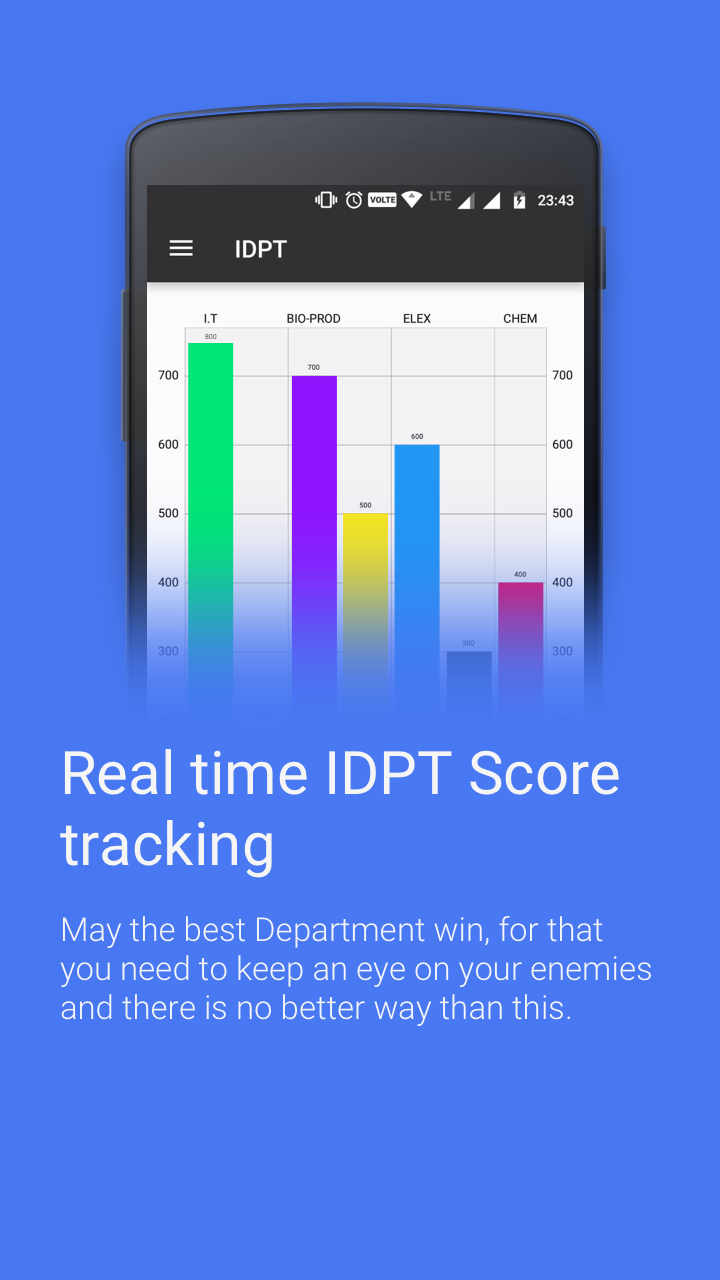 VOLTE LTE 23:43
IDPT
I.T BIO-PROD ELEX CHEM
800
700 700 700
600 600 600
500 500 500
400 400 400
300 300 300
Real time IDPT Score
tracking
May the best Department win, for that
you need to keep an eye on your enemies
and there is no better way than this.